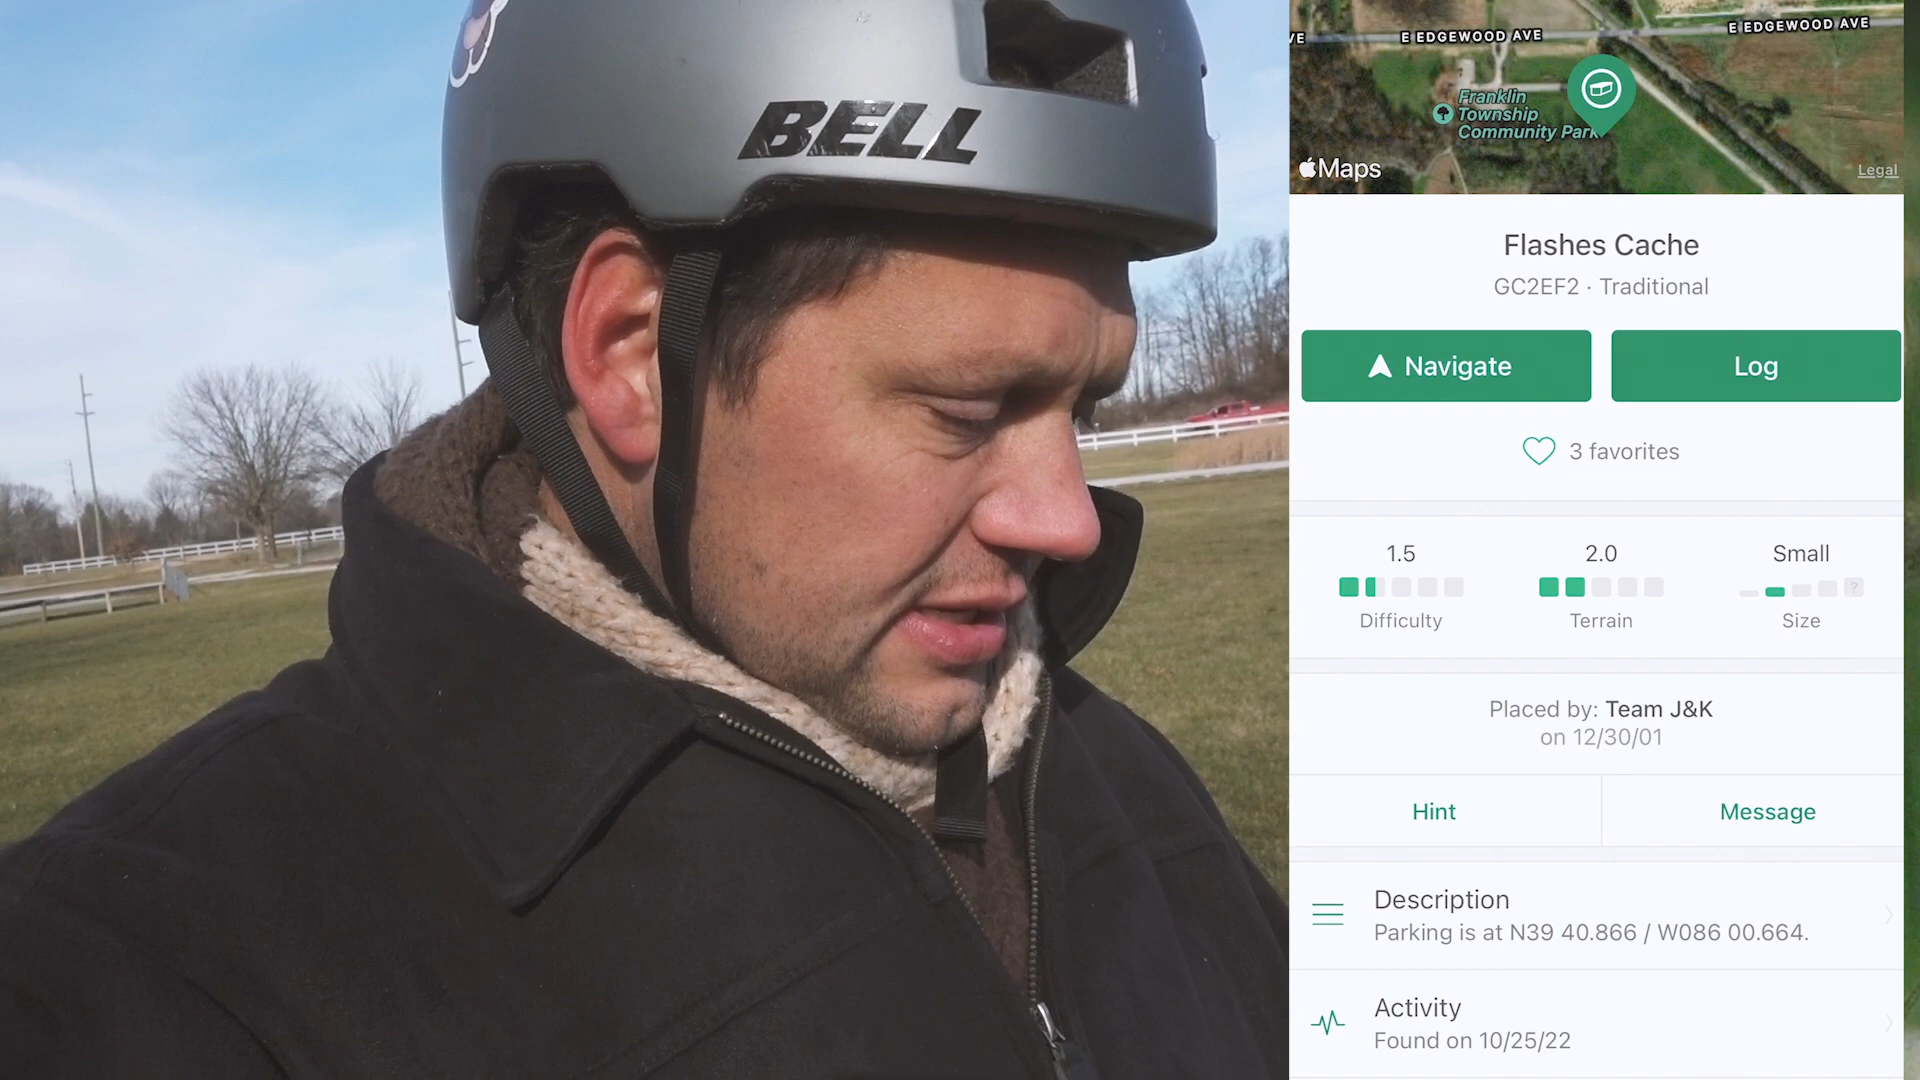 BELL
VE
E EDGEWOOD AVE
E EDGEWOOD AVE
Franklin
Township
Community Park
Maps
Legal
Flashes Cache
GC2EF2 · Traditional
Navigate
Log
3 favorites
1.5
2.0
Small
?
Difficulty
Terrain
Size
Placed by: Team J&K
on 12/30/01
Hint
Message
Description
Parking is at N39 40.866 / W086 00.664.
Activity
Found on 10/25/22